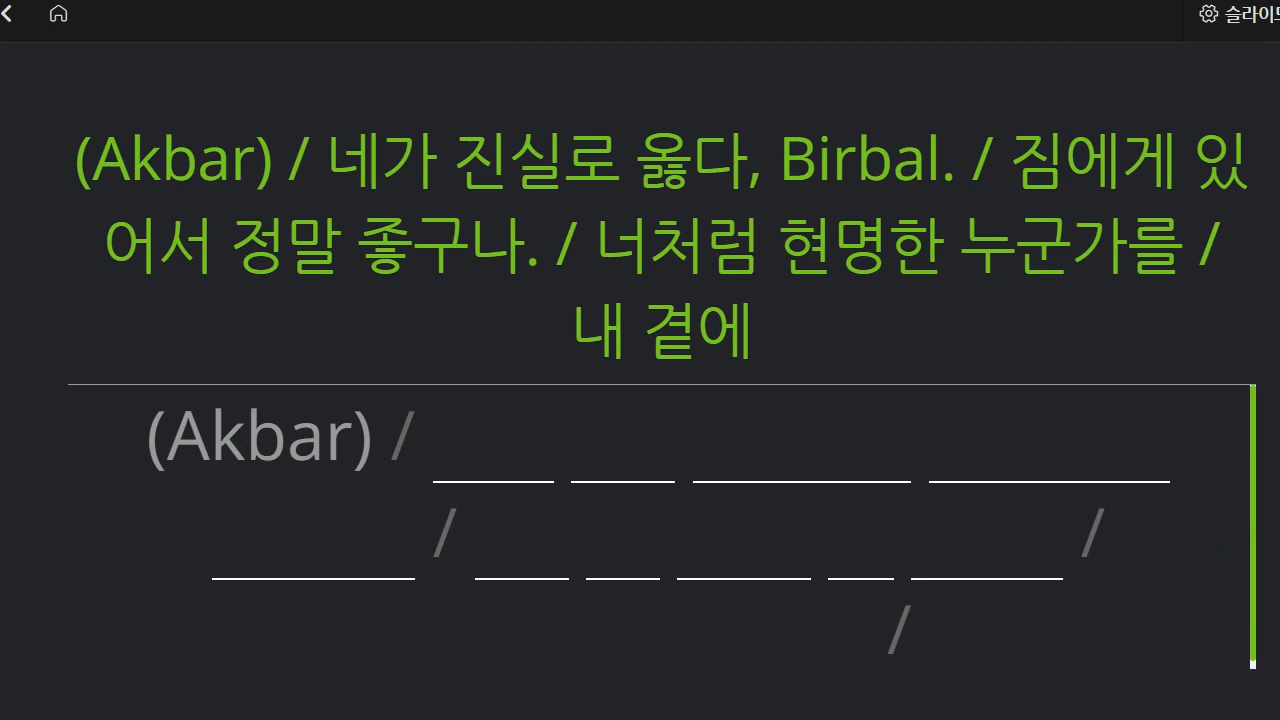 슬라이드
(Akbar) / 네가 진실로 옳다, Birbal. / 짐에게 있
어서 정말 좋구나. / 너처럼 현명한 누군가를 /
내 곁에
(Akbar) /
/ /
/